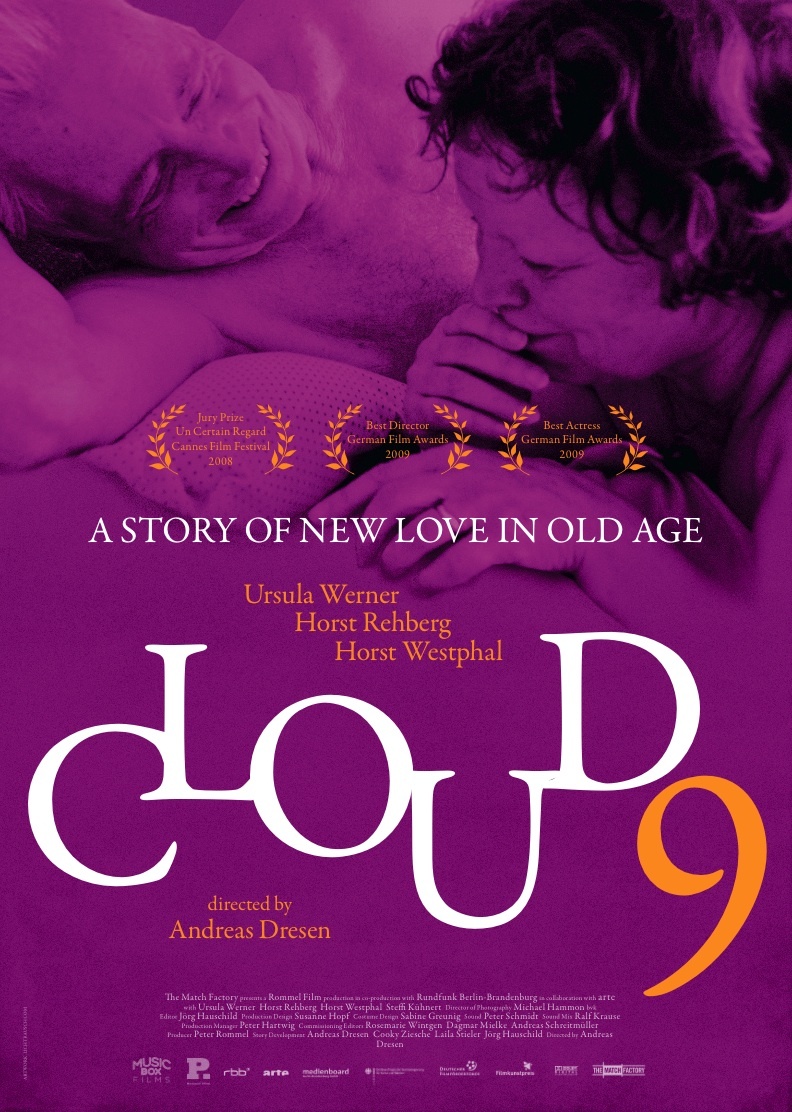 Jury Prize
Un Certain Regard
Cannes Film Festival
2008
Best Director
German Film Awards
2009
Best Actress
German Film Awards
2009
A STORY OF NEW LOVE IN OLD AGE
Ursula Werner
Horst Rehberg
Horst Westphal
CLOUD 9
directed by
Andreas Dresen
The Match Factory presents a Rommel Film production in co-production with Rundfunk Berlin-Brandenburg in collaboration with arte
with Ursula Werner Horst Rehberg Horst Westphal Steffi Kühnert Director of Photography Michael Hammon bvk
Editor Jörg Hauschild Production Design Susanne Hopf Costume Design Sabine Greunig Sound Peter Schmidt Sound Mix Ralf Krause
Production Manager Peter Hartwig Commissioning Editors Rosemarie Wintgen Dagmar Mielke Andreas Schreitmüller
Producer Peter Rommel Story Development Andreas Dresen Cooky Ziesche Laila Stieler Jörg Hauschild Directed by Andreas
Dresen
MUSIC BOX FILMS
P.
rbb
arte
medienboard
filmkunstpreis
THE MATCH FACTORY